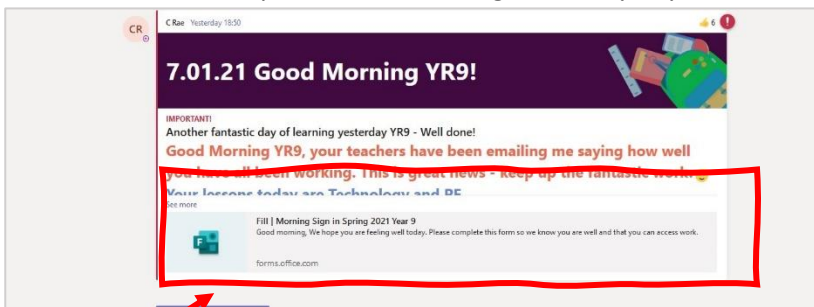 CR
C Rae Yesterday 18:50
6
7.01.21 Good Morning YR9!
IMPORTANT!
Another fantastic day of learning yesterday YR9 - Well done!
Good Morning YR9, your teachers have been emailing me saying how well
you have all been working. This is great news - keep up the fantastic work!
Your lessons today are Technology and PE
See more
Fill | Morning Sign in Spring 2021 Year 9
Good morning, We hope you are feeling well today. Please complete this form so we know you are well and that you can access work.
forms.office.com